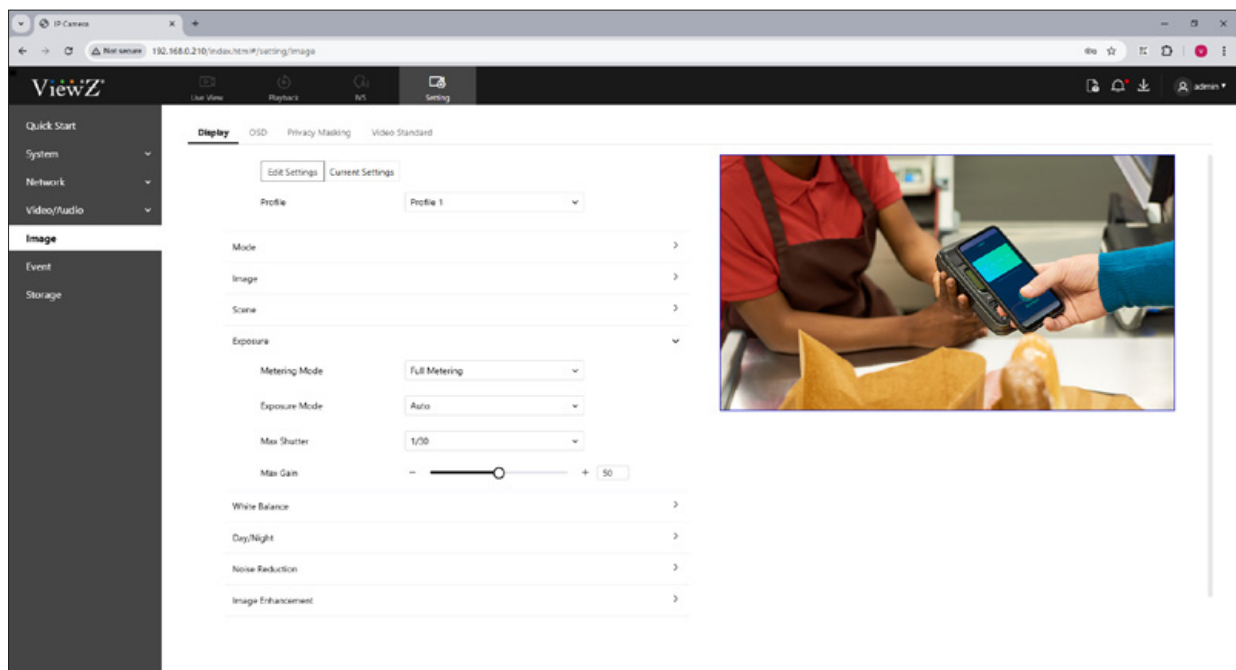 IP Camera
Not secure 192.168.0.210/index.html#/setting/image
ViewZ
Live View
Playback
IVS
Setting
admin
Quick Start
System
Network
Video/Audio
Image
Event
Storage
Display OSD Privacy Masking Video Standard
Edit Settings Current Settings
Profile Profile 1
Mode
Image
Scene
Exposure
Metering Mode Full Metering
Exposure Mode Auto
Max Shutter 1/30
Max Gain - + 50
White Balance
Day/Night
Noise Reduction
Image Enhancement